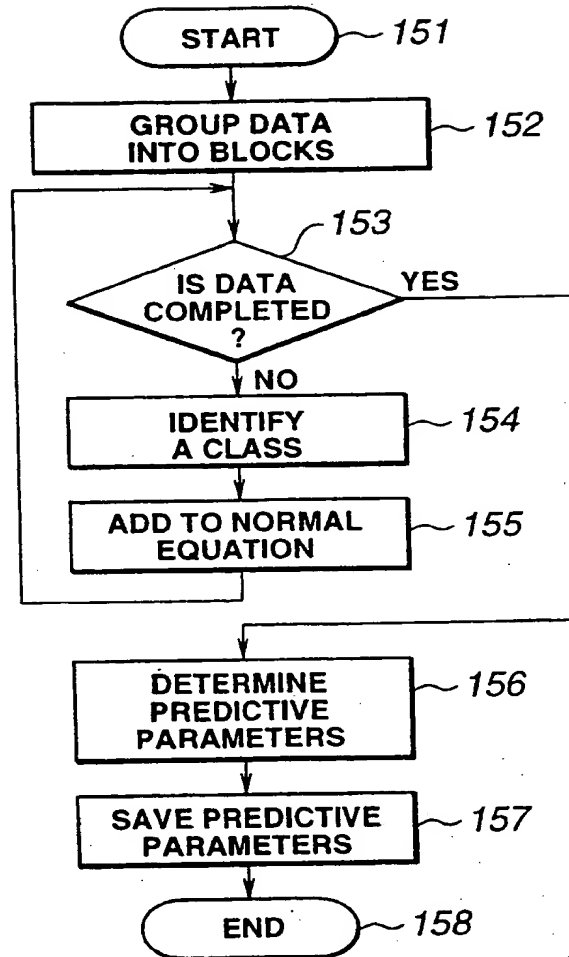 START 151
GROUP DATA
INTO BLOCKS 152
153
IS DATA
COMPLETED
?
YES
NO
IDENTIFY
A CLASS 154
ADD TO NORMAL
EQUATION 155
DETERMINE
PREDICTIVE
PARAMETERS 156
SAVE PREDICTIVE
PARAMETERS 157
END 158